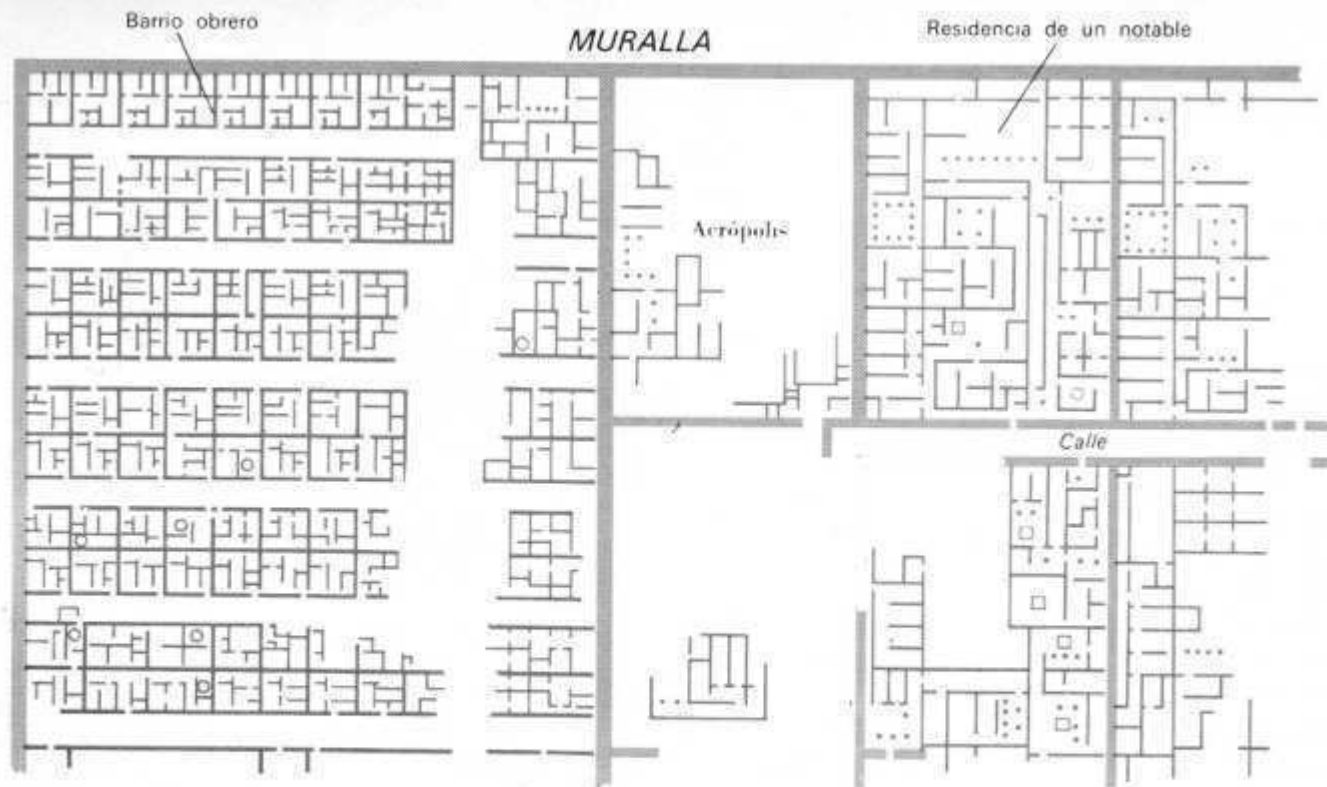 Barrio obrero
MURALLA
Residencia de un notable
Acrópolis
Calle